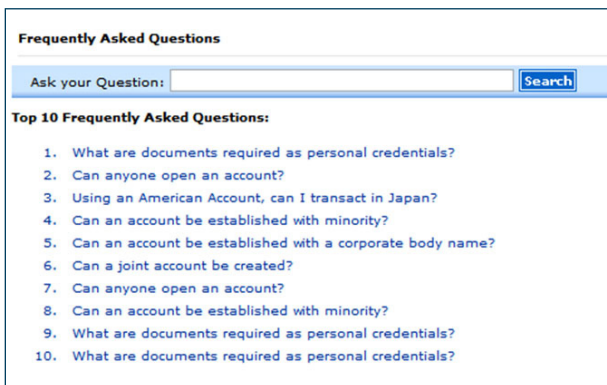 Frequently Asked Questions
Ask your Question: Search
Top 10 Frequently Asked Questions:
1. What are documents required as personal credentials?
2. Can anyone open an account?
3. Using an American Account, can I transact in Japan?
4. Can an account be established with minority?
5. Can an account be established with a corporate body name?
6. Can a joint account be created?
7. Can anyone open an account?
8. Can an account be established with minority?
9. What are documents required as personal credentials?
10. What are documents required as personal credentials?